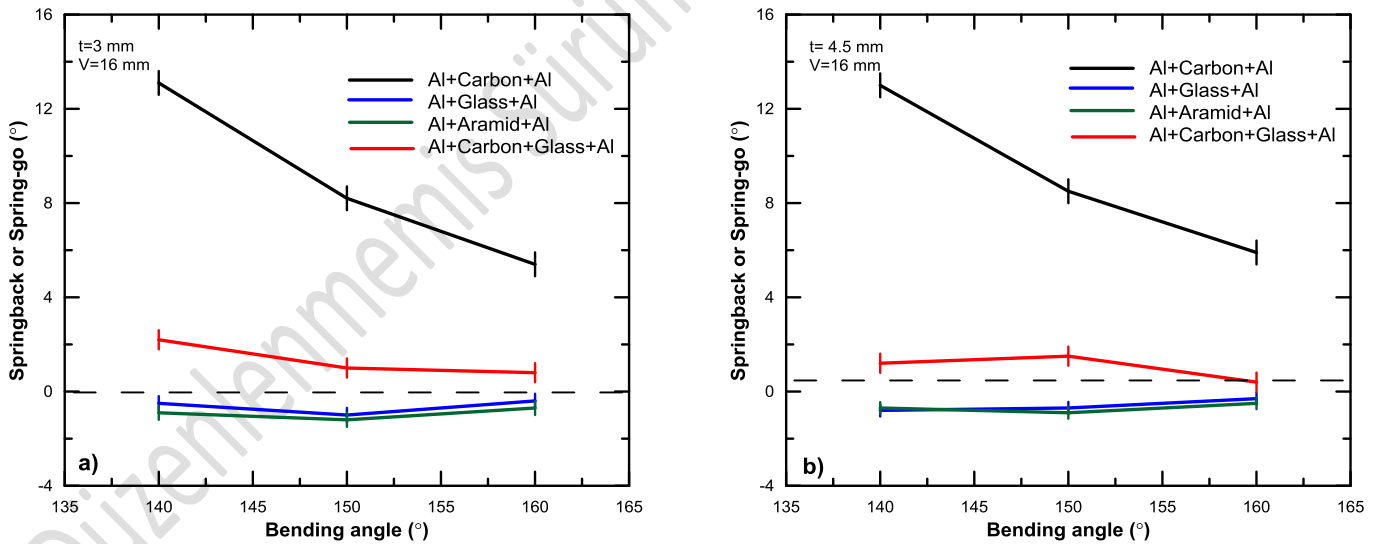 Düzenlenmemiş Sürüm
16
12
8
4
0
-4
Springback or Spring-go (°)
t=3 mm
V=16 mm
Al+Carbon+Al
Al+Glass+Al
Al+Aramid+Al
Al+Carbon+Glass+Al
a)
135 140 145 150 155 160 165
Bending angle (°)
16
12
8
4
0
-4
Springback or Spring-go (°)
t= 4.5 mm
V=16 mm
Al+Carbon+Al
Al+Glass+Al
Al+Aramid+Al
Al+Carbon+Glass+Al
b)
135 140 145 150 155 160 165
Bending angle (°)